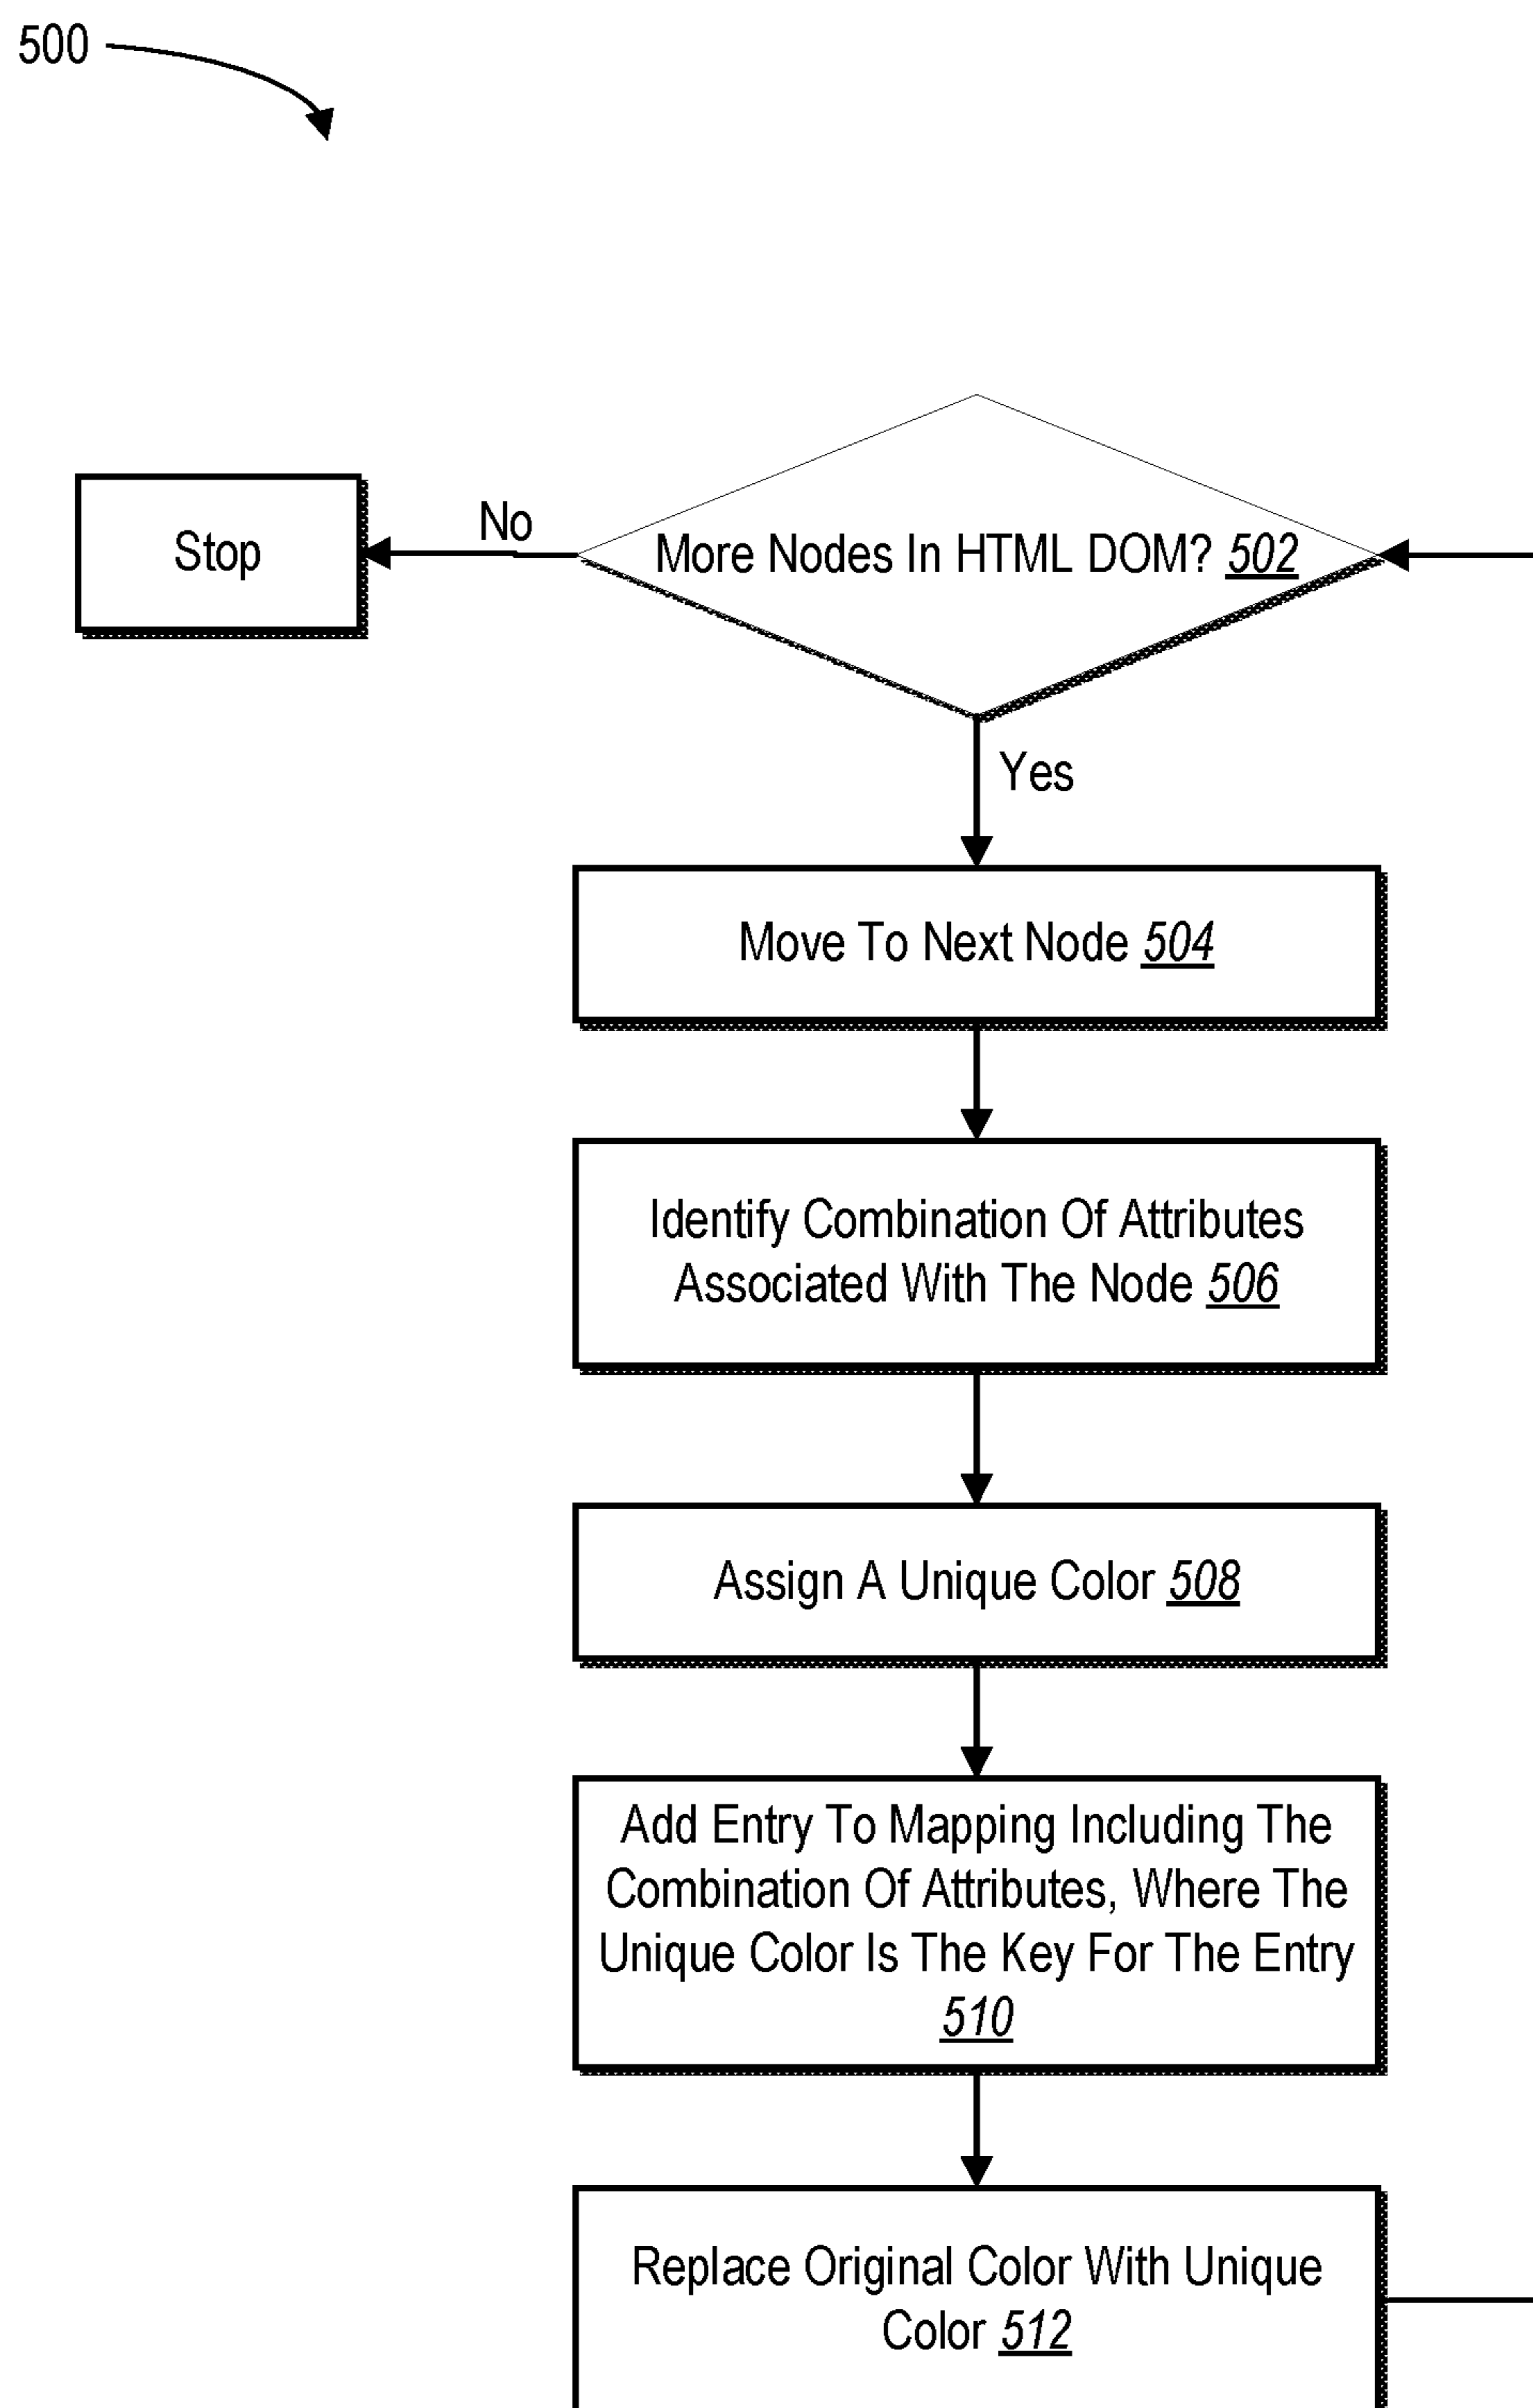 500
Stop
No
More Nodes In HTML DOM? 502
Yes
Move To Next Node 504
Identify Combination Of Attributes
Associated With The Node 506
Assign A Unique Color 508
Add Entry To Mapping Including The
Combination Of Attributes, Where The
Unique Color Is The Key For The Entry
510
Replace Original Color With Unique
Color 512